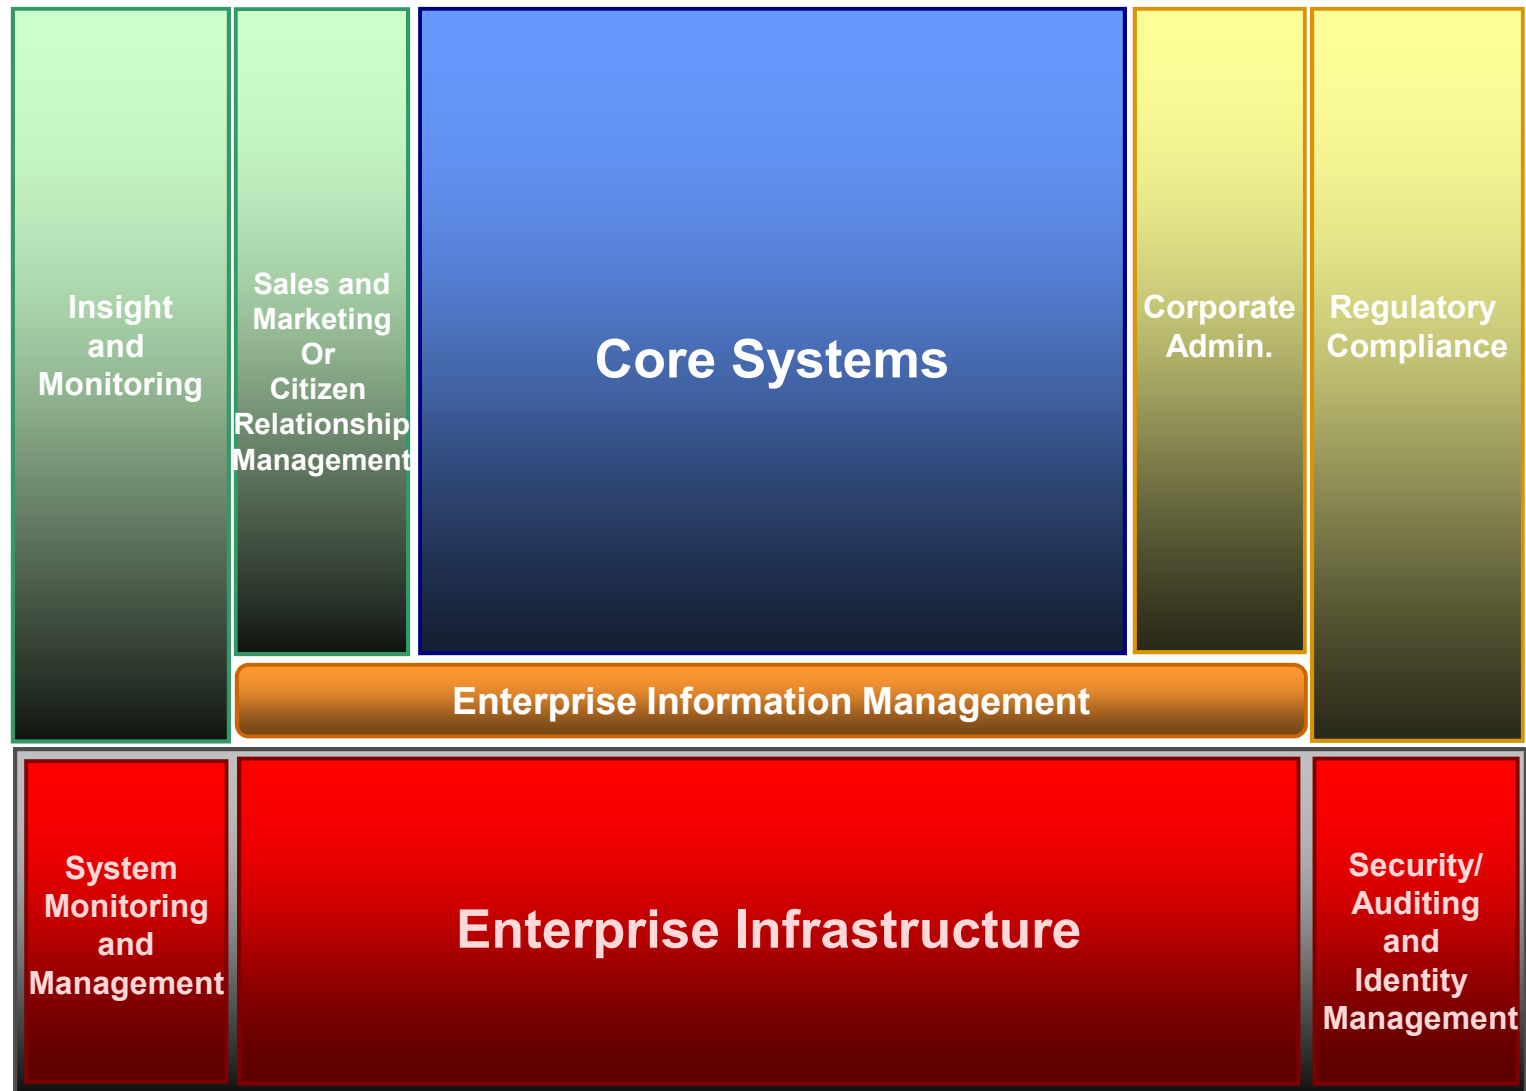 Insight
and
Monitoring
Sales and
Marketing
Or
Citizen
Relationship
Management
Core Systems
Corporate
Admin.
Regulatory
Compliance
Enterprise Information Management
System
Monitoring
and
Management
Enterprise Infrastructure
Security/
Auditing
and
Identity
Management